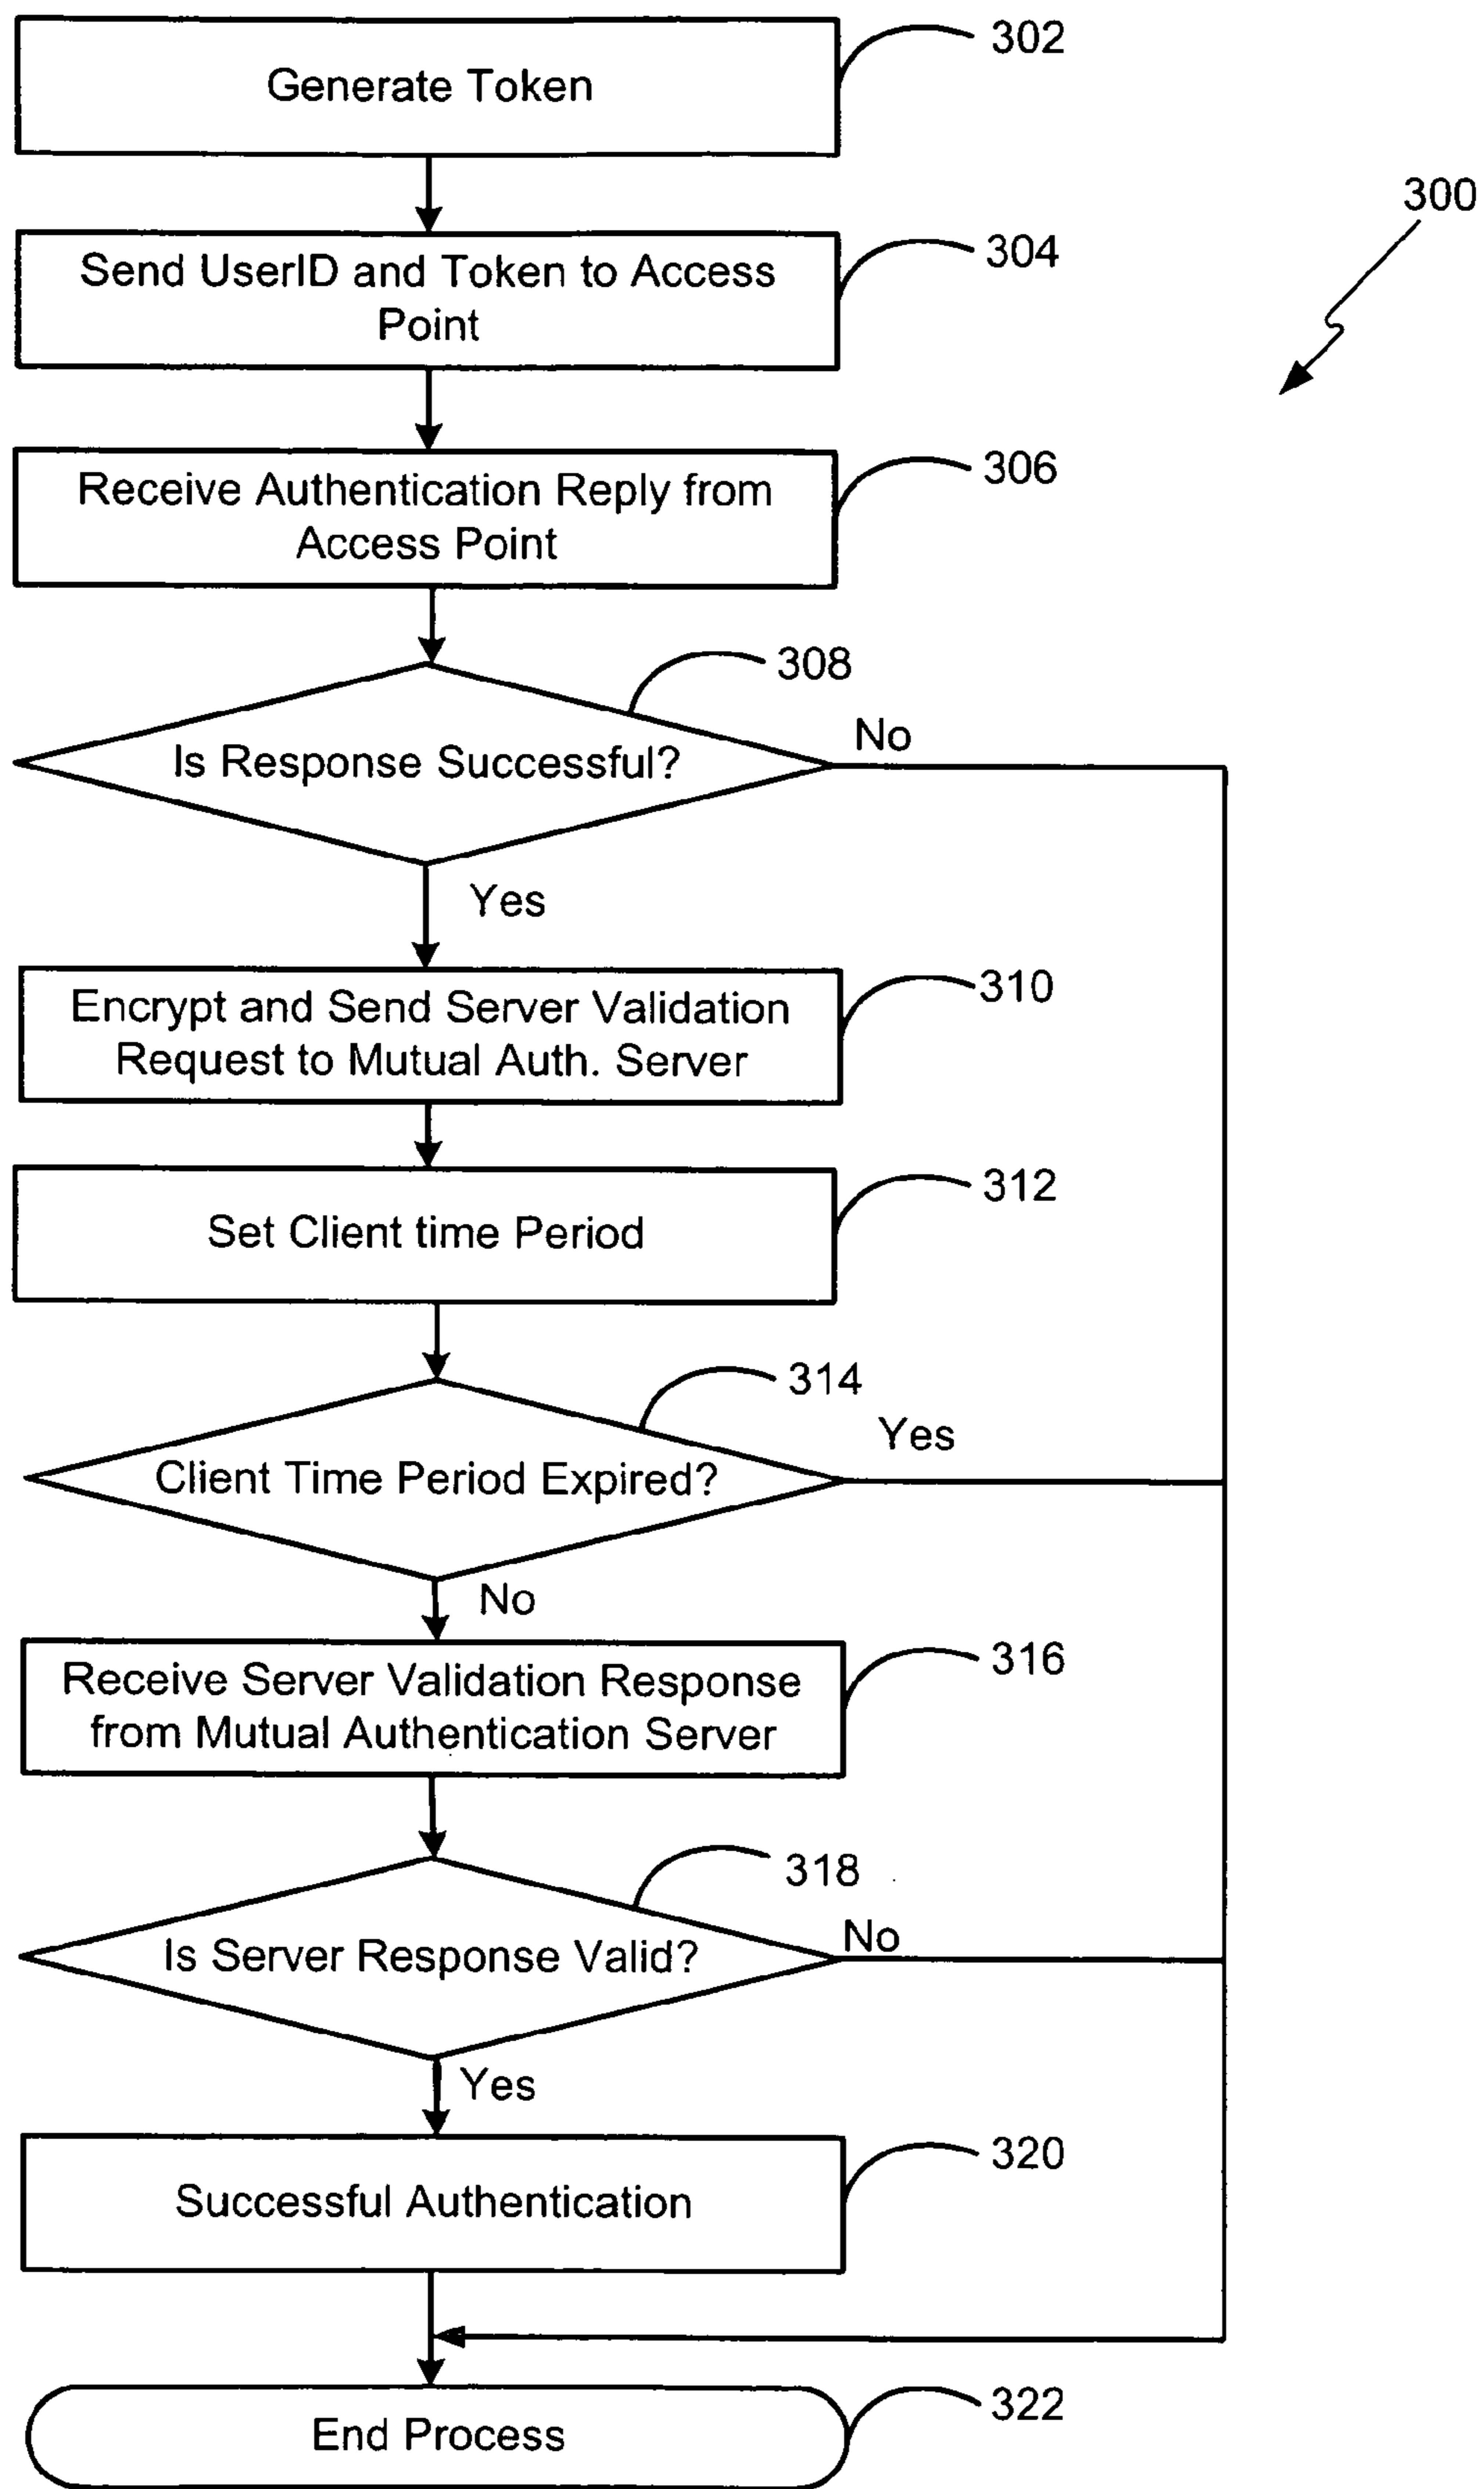 302
Generate Token
300
304
Send UserID and Token to Access
Point
306
Receive Authentication Reply from
Access Point
308
No
Is Response Successful?
Yes
310
Encrypt and Send Server Validation
Request to Mutual Auth. Server
312
Set Client time Period
314
Yes
Client Time Period Expired?
No
316
Receive Server Validation Response
from Mutual Authentication Server
318
No
Is Server Response Valid?
Yes
320
Successful Authentication
322
End Process